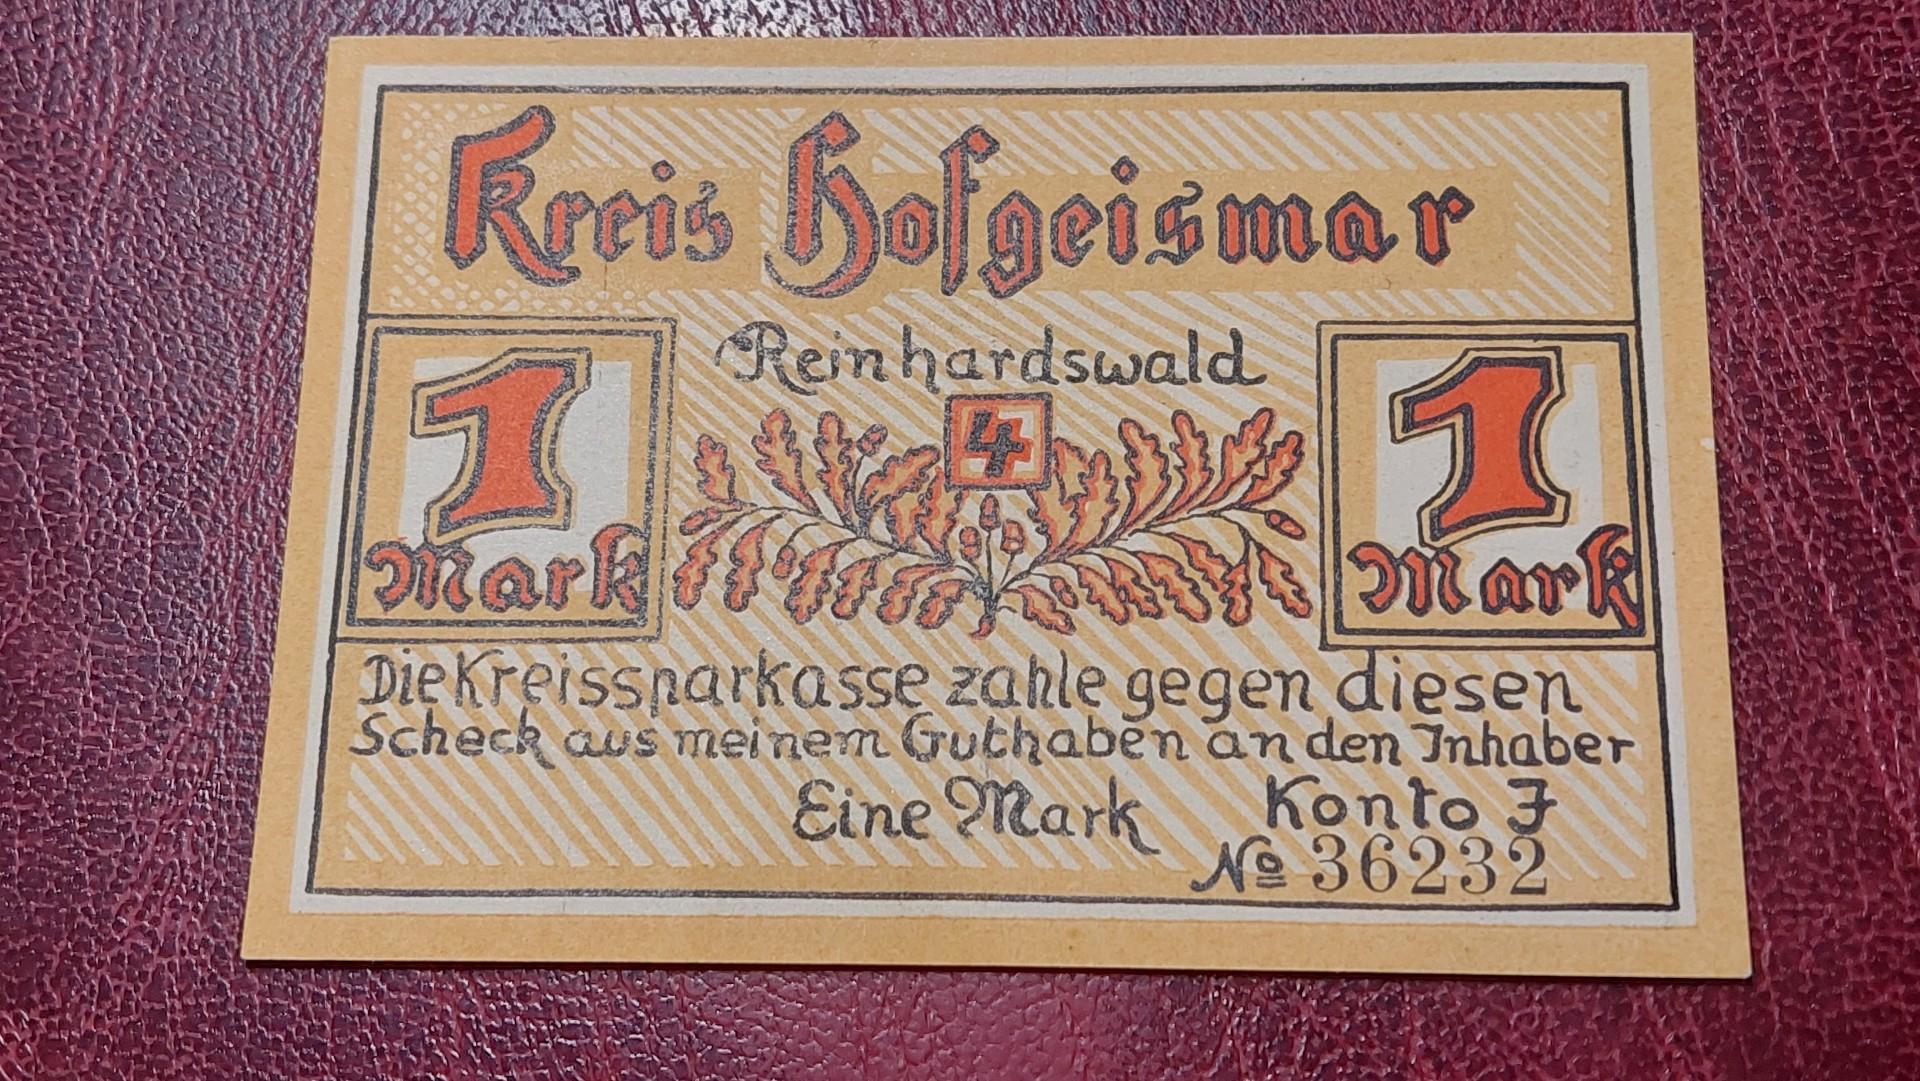 Kreis Hofgeismar
Reinhardswald
4
1 Mark
1 Mark
Die Kreissparkasse zahle gegen diesen
Scheck aus meinem Guthaben an den Inhaber
Eine Mark Konto J
No 36232